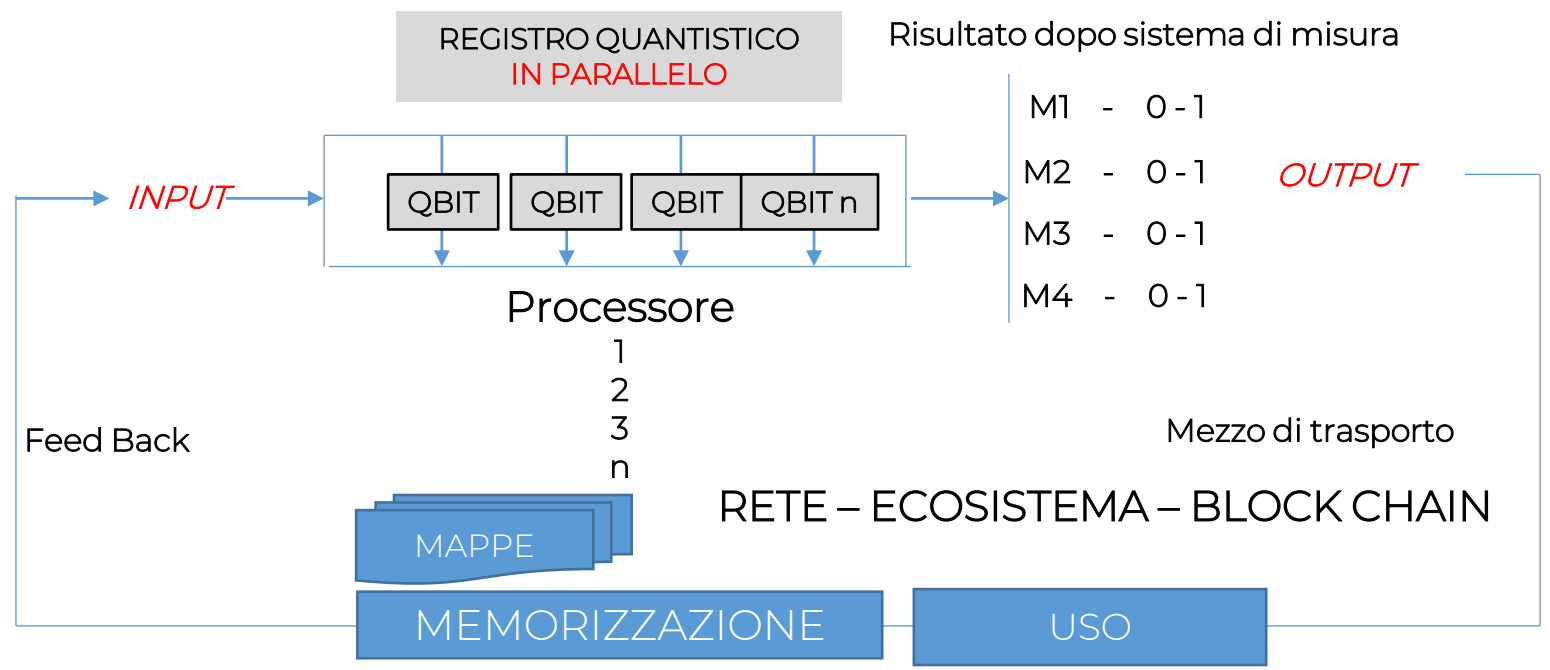 REGISTRO QUANTISTICO
IN PARALLELO
Risultato dopo sistema di misura
M1 - 0 - 1
M2 - 0 - 1
M3 - 0 - 1
M4 - 0 - 1
INPUT
QBIT
QBIT
QBIT
QBIT n
OUTPUT
Processore
1
2
3
n
Feed Back
Mezzo di trasporto
RETE – ECOSISTEMA – BLOCK CHAIN
MAPPE
MEMORIZZAZIONE
USO